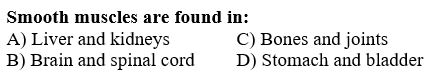 Smooth muscles are found in:
A) Liver and kidneys C) Bones and joints
B) Brain and spinal cord D) Stomach and bladder